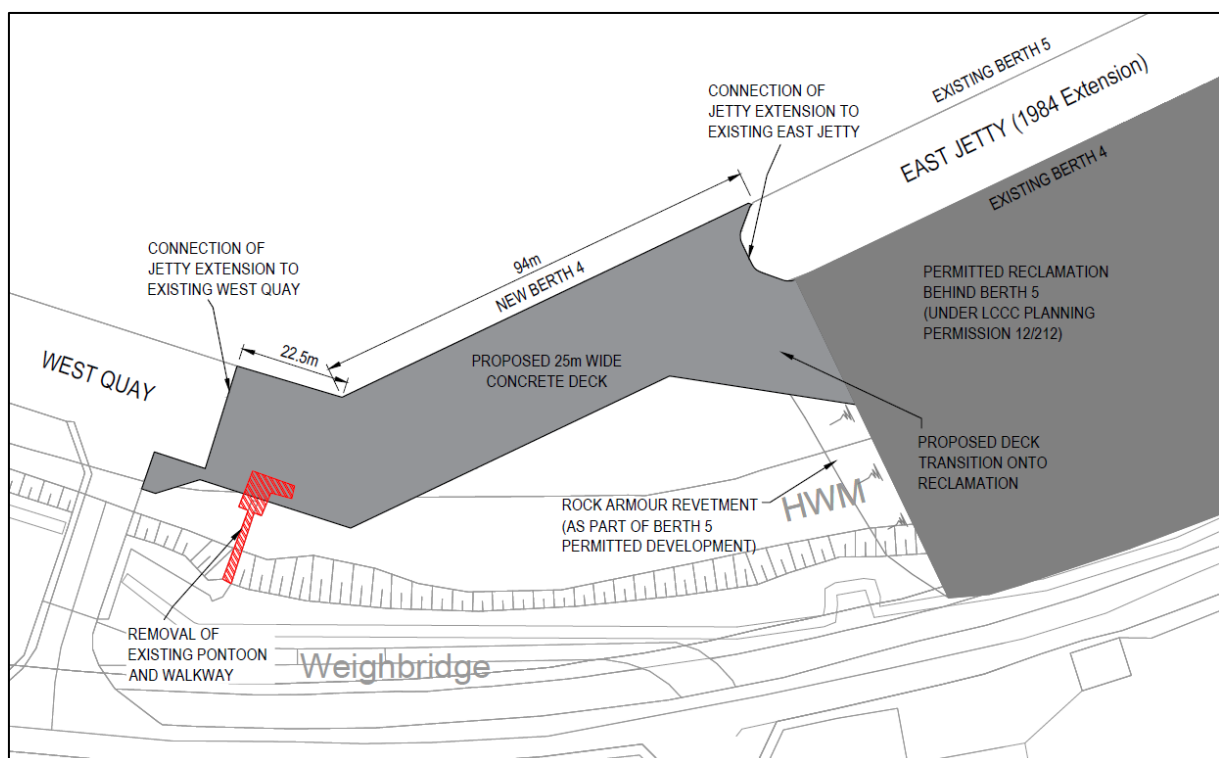 EXISTING BERTH 5
CONNECTION OF
JETTY EXTENSION TO
EXISTING EAST JETTY
EAST JETTY (1984 Extension)
EXISTING BERTH 4
CONNECTION OF
JETTY EXTENSION TO
EXISTING WEST QUAY
94m
NEW BERTH 4
PERMITTED RECLAMATION
BEHIND BERTH 5
(UNDER LCCC PLANNING
PERMISSION 12/212)
22.5m
WEST QUAY
PROPOSED 25m WIDE
CONCRETE DECK
PROPOSED DECK
TRANSITION ONTO
RECLAMATION
ROCK ARMOUR REVETMENT
(AS PART OF BERTH 5
PERMITTED DEVELOPMENT)
HWM
REMOVAL OF
EXISTING PONTOON
AND WALKWAY
Weighbridge